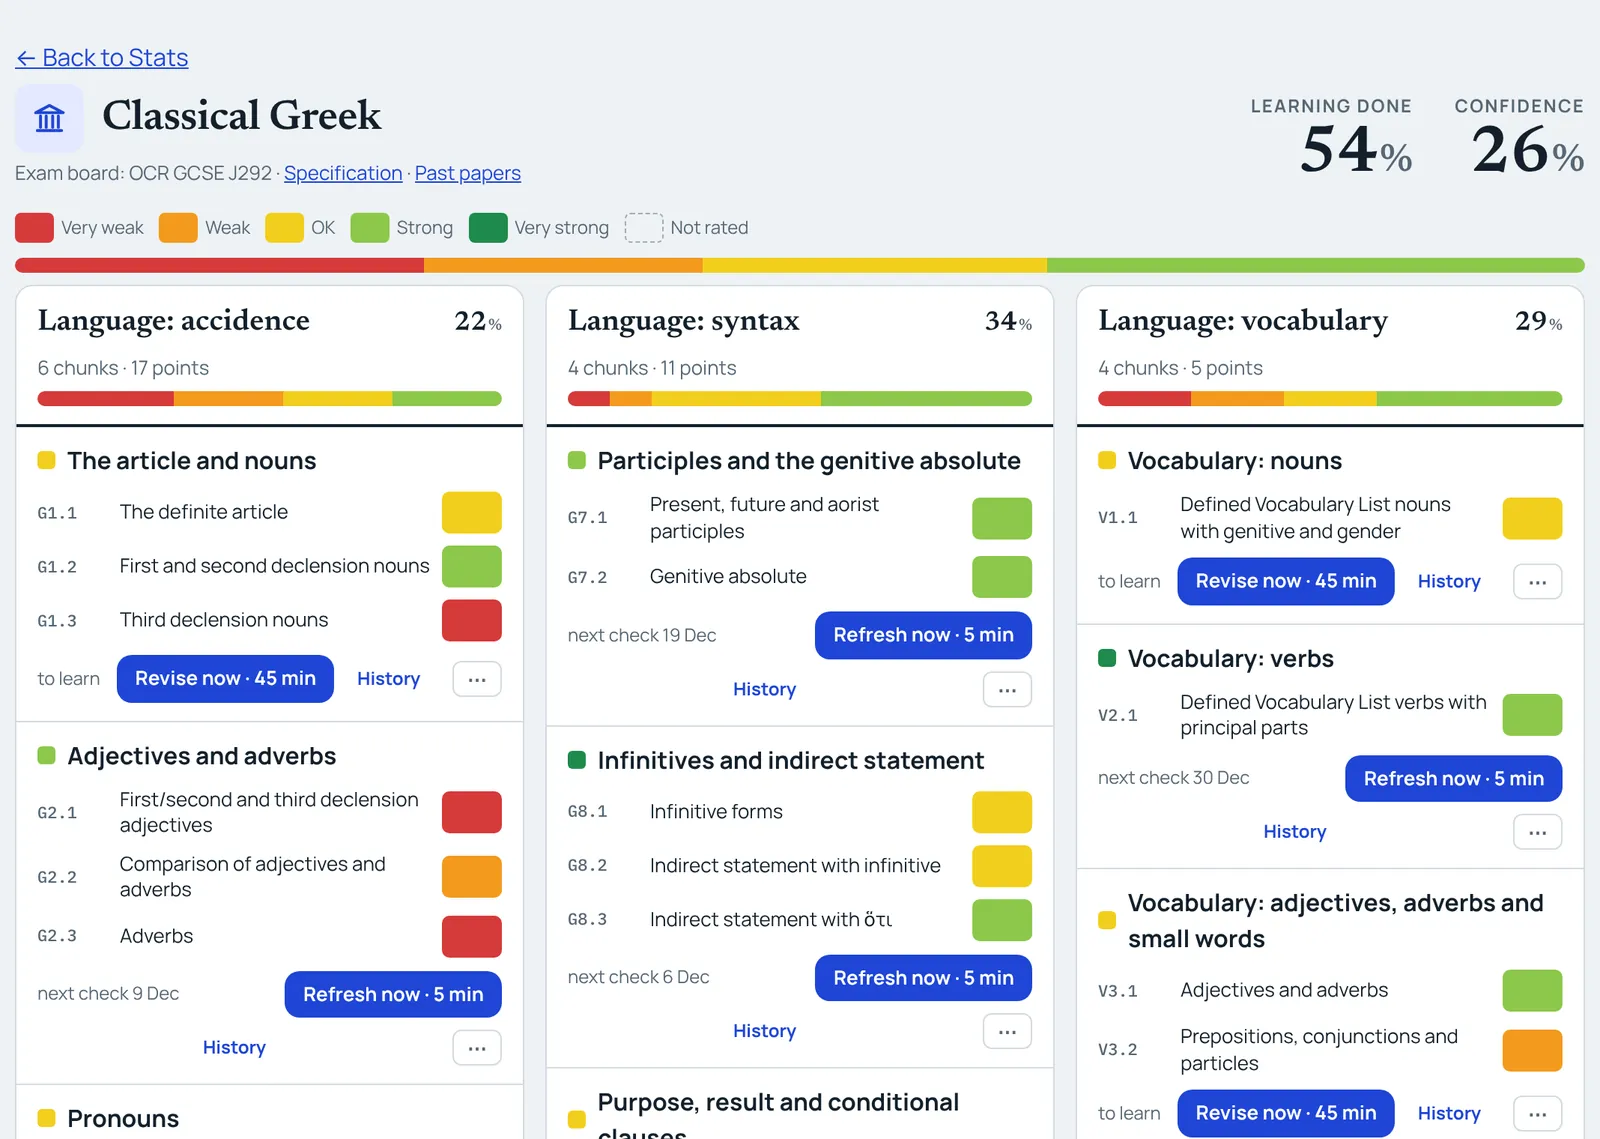 ← Back to Stats
Classical Greek
Exam board: OCR GCSE J292 · Specification · Past papers
LEARNING DONE
54%
CONFIDENCE
26%
Very weak
Weak
OK
Strong
Very strong
Not rated
Language: accidence
22%
6 chunks · 17 points
The article and nouns
G1.1 The definite article
G1.2 First and second declension nouns
G1.3 Third declension nouns
to learn Revise now · 45 min History ...
Adjectives and adverbs
G2.1 First/second and third declension
adjectives
G2.2 Comparison of adjectives and
adverbs
G2.3 Adverbs
next check 9 Dec Refresh now · 5 min
History ...
Pronouns
Language: syntax
34%
4 chunks · 11 points
Participles and the genitive absolute
G7.1 Present, future and aorist
participles
G7.2 Genitive absolute
next check 19 Dec Refresh now · 5 min
History ...
Infinitives and indirect statement
G8.1 Infinitive forms
G8.2 Indirect statement with infinitive
G8.3 Indirect statement with ὅτι
next check 6 Dec Refresh now · 5 min
History ...
Purpose, result and conditional
clauses
Language: vocabulary
29%
4 chunks · 5 points
Vocabulary: nouns
V1.1 Defined Vocabulary List nouns
with genitive and gender
to learn Revise now · 45 min History ...
Vocabulary: verbs
V2.1 Defined Vocabulary List verbs with
principal parts
next check 30 Dec Refresh now · 5 min
History ...
Vocabulary: adjectives, adverbs and
small words
V3.1 Adjectives and adverbs
V3.2 Prepositions, conjunctions and
particles
to learn Revise now · 45 min History ...